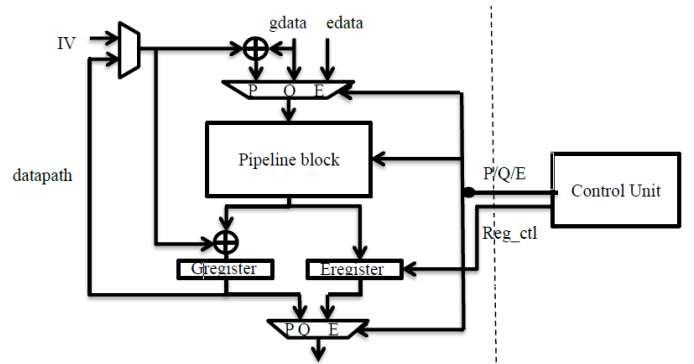 gdata edata
IV
P Q E
Pipeline block
datapath
P/Q/E
Control Unit
Reg_ctl
Gregister
Eregister
P Q E